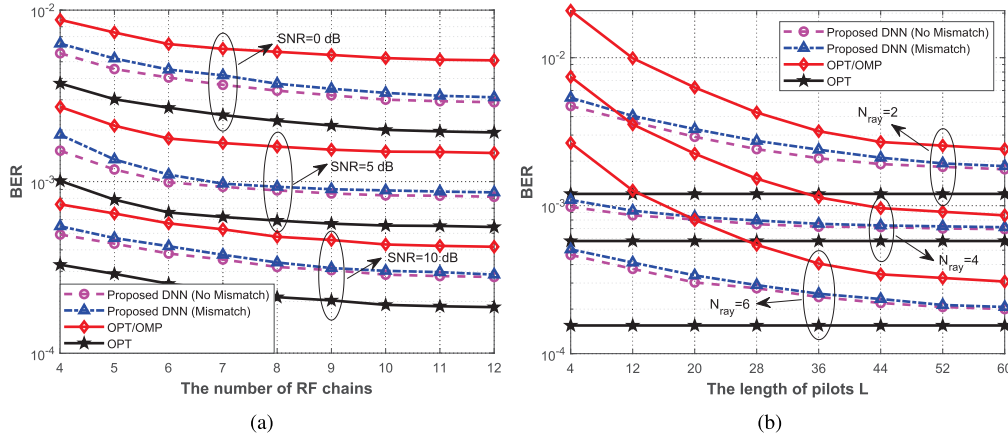 10^-2
10^-3
10^-4
BER
4 5 6 7 8 9 10 11 12
The number of RF chains
SNR=0 dB
SNR=5 dB
SNR=10 dB
Proposed DNN (No Mismatch)
Proposed DNN (Mismatch)
OPT/OMP
OPT
(a)
10^-2
10^-3
10^-4
BER
4 12 20 28 36 44 52 60
The length of pilots L
Proposed DNN (No Mismatch)
Proposed DNN (Mismatch)
OPT/OMP
OPT
N_ray=2
N_ray=4
N_ray=6
(b)